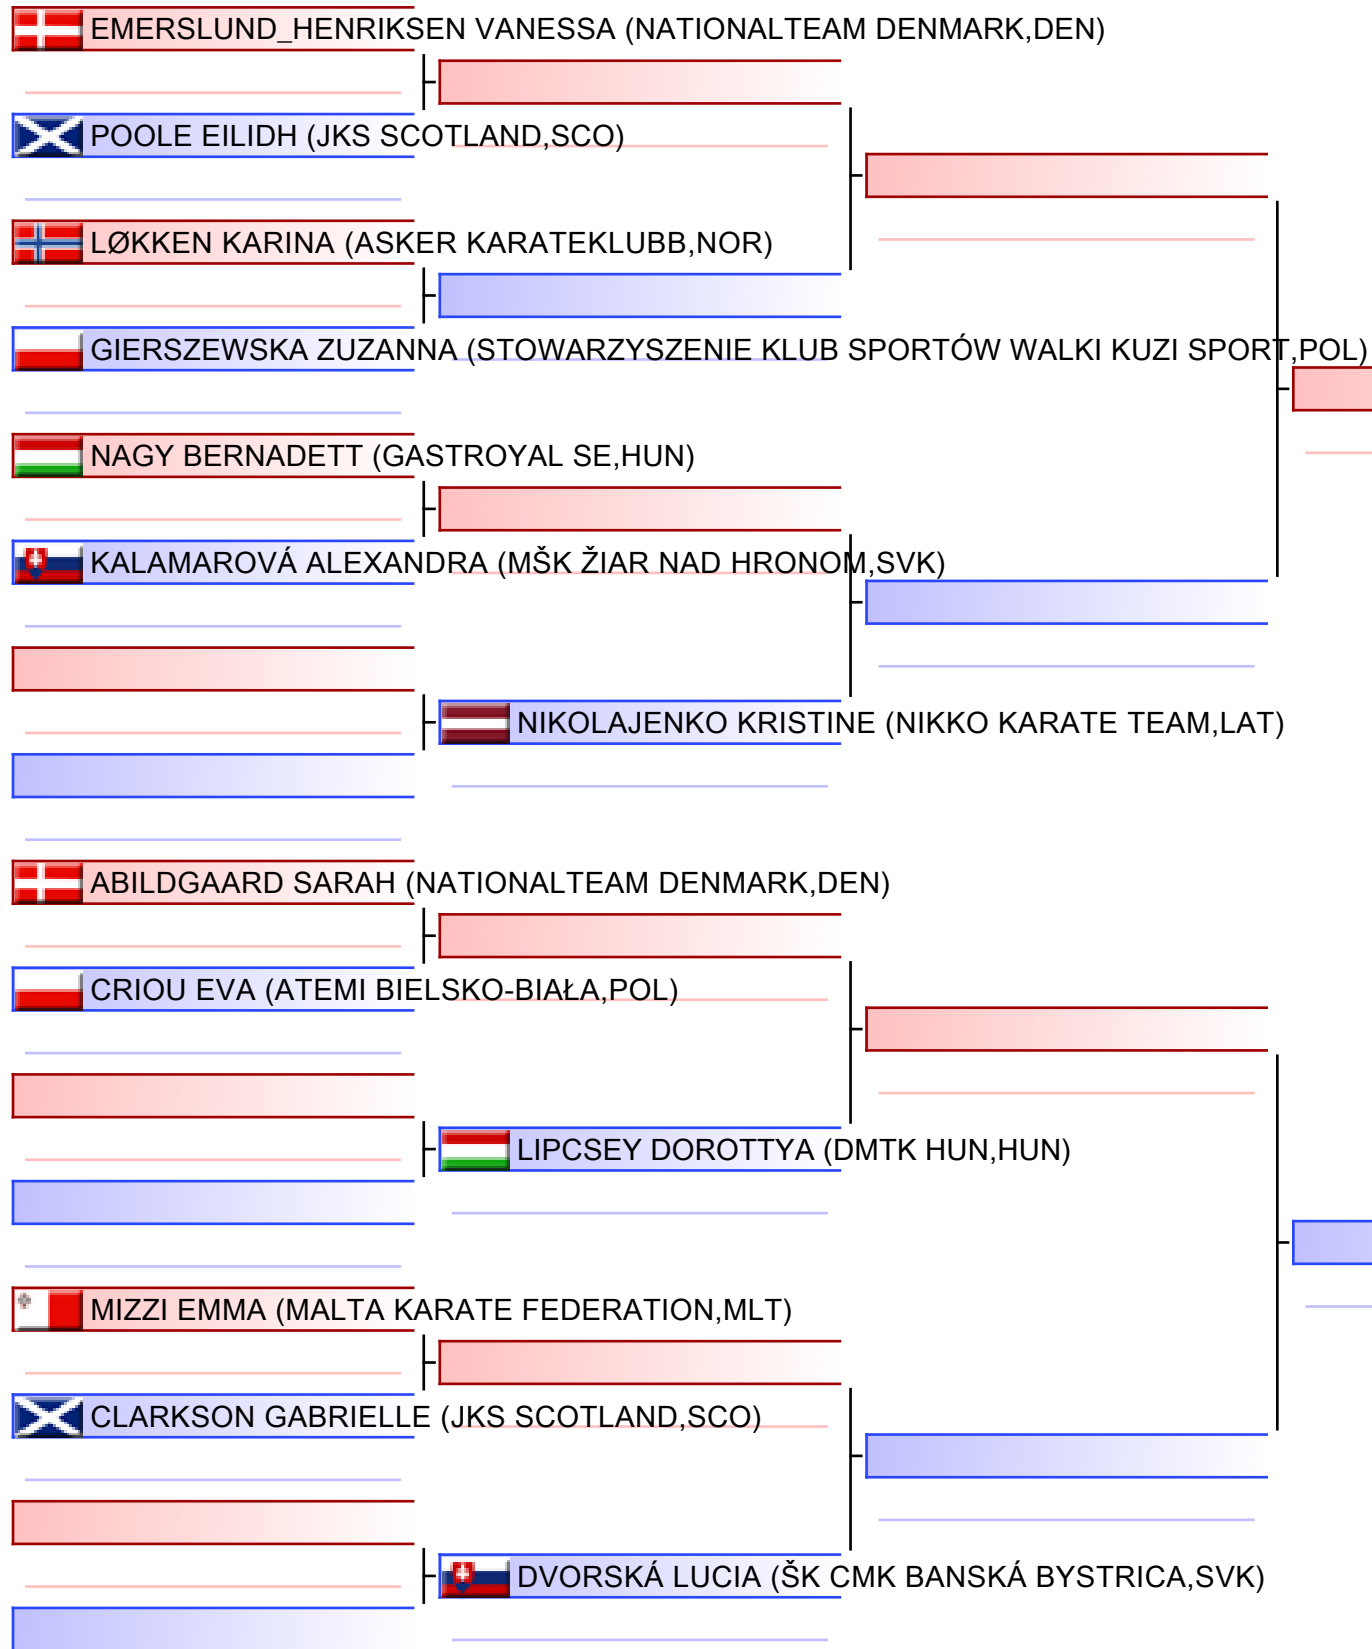 EMERSLUND_HENRIKSEN VANESSA (NATIONALTEAM DENMARK,DEN)
POOLE EILIDH (JKS SCOTLAND,SCO)
LØKKEN KARINA (ASKER KARATEKLUBB,NOR)
GIERSZEWSKA ZUZANNA (STOWARZYSZENIE KLUB SPORTÓW WALKI KUZI SPORT,POL)
NAGY BERNADETT (GASTROYAL SE,HUN)
KALAMAROVÁ ALEXANDRA (MŠK ŽIAR NAD HRONOM,SVK)
NIKOLAJENKO KRISTINE (NIKKO KARATE TEAM,LAT)
ABILDGAARD SARAH (NATIONALTEAM DENMARK,DEN)
CRIOU EVA (ATEMI BIELSKO-BIAŁA,POL)
LIPCSEY DOROTTYA (DMTK HUN,HUN)
MIZZI EMMA (MALTA KARATE FEDERATION,MLT)
CLARKSON GABRIELLE (JKS SCOTLAND,SCO)
DVORSKÁ LUCIA (ŠK CMK BANSKÁ BYSTRICA,SVK)